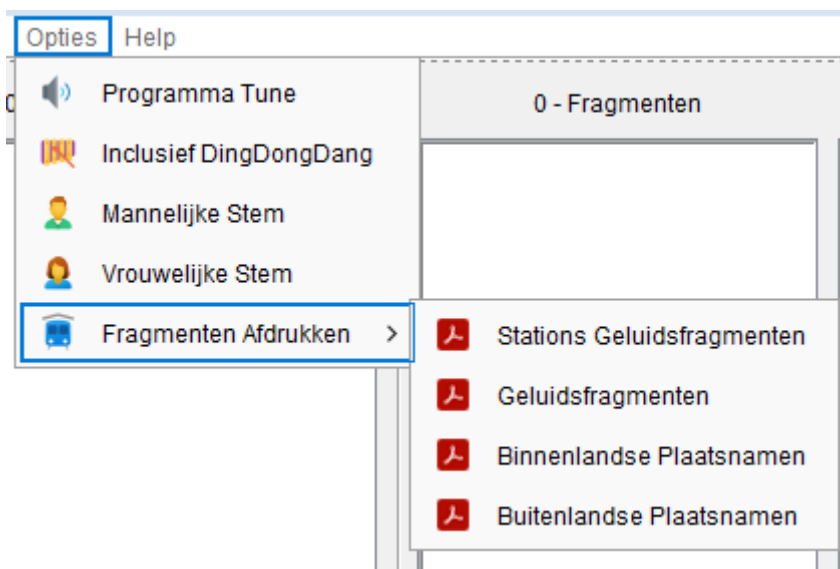 Opties Help
Programma Tune
0 - Fragmenten
Inclusief DingDongDang
Mannelijke Stem
Vrouwelijke Stem
Fragmenten Afdrukken >
Stations Geluidsfragmenten
Geluidsfragmenten
Binnenlandse Plaatsnamen
Buitenlandse Plaatsnamen